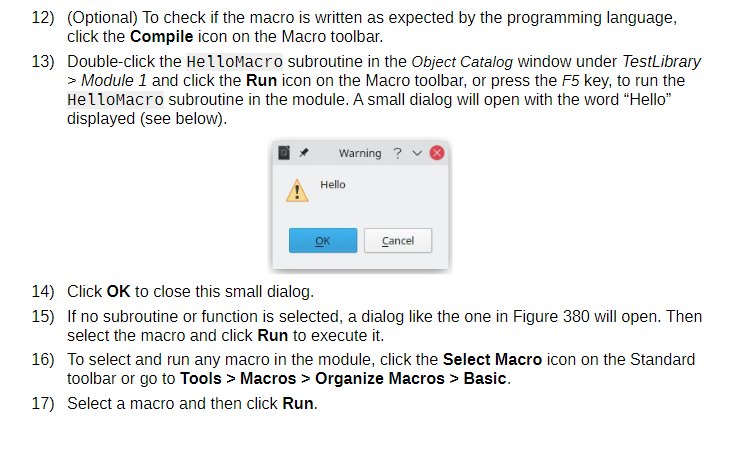 12) (Optional) To check if the macro is written as expected by the programming language,
click the Compile icon on the Macro toolbar.
13) Double-click the HelloMacro subroutine in the Object Catalog window under TestLibrary
> Module 1 and click the Run icon on the Macro toolbar, or press the F5 key, to run the
HelloMacro subroutine in the module. A small dialog will open with the word “Hello”
displayed (see below).
Warning ?
Hello
OK Cancel
14) Click OK to close this small dialog.
15) If no subroutine or function is selected, a dialog like the one in Figure 380 will open. Then
select the macro and click Run to execute it.
16) To select and run any macro in the module, click the Select Macro icon on the Standard
toolbar or go to Tools > Macros > Organize Macros > Basic.
17) Select a macro and then click Run.